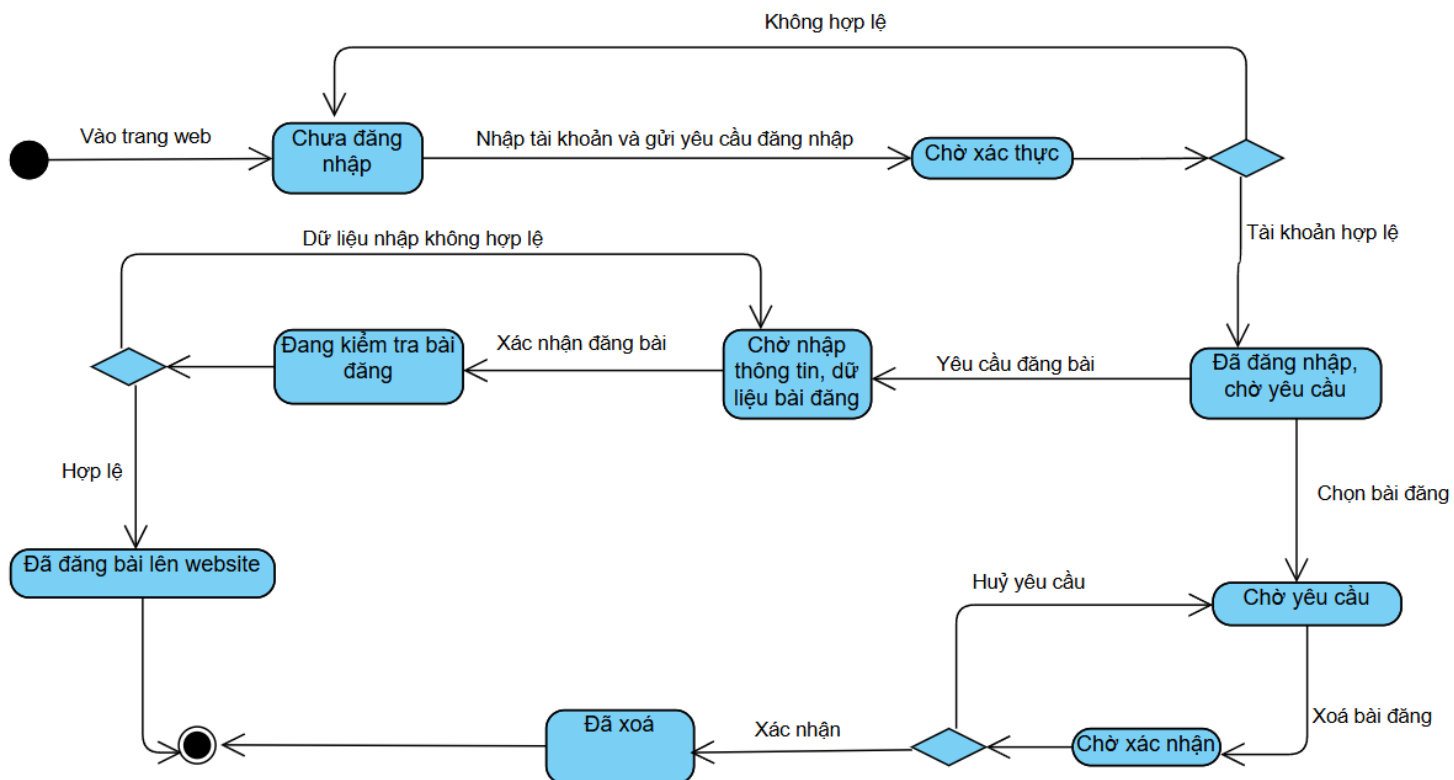 Không hợp lệ
Vào trang web
Chưa đăng
nhập
Nhập tài khoản và gửi yêu cầu đăng nhập
Chờ xác thực
Tài khoản hợp lệ
Dữ liệu nhập không hợp lệ
Đang kiểm tra bài
đăng
Xác nhận đăng bài
Chờ nhập
thông tin, dữ
liệu bài đăng
Yêu cầu đăng bài
Đã đăng nhập,
chờ yêu cầu
Hợp lệ
Chọn bài đăng
Đã đăng bài lên website
Huỷ yêu cầu
Chờ yêu cầu
Xoá bài đăng
Đã xoá
Xác nhận
Chờ xác nhận